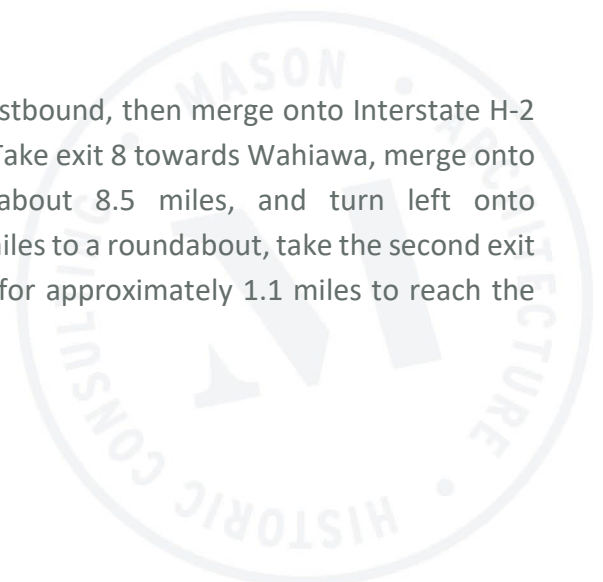 stbound, then merge onto Interstate H-2
Take exit 8 towards Wahiawa, merge onto
about 8.5 miles, and turn left onto
niles to a roundabout, take the second exit
for approximately 1.1 miles to reach the
MASON • ARCHITECTURE • HISTORIC CONSULTING •
M